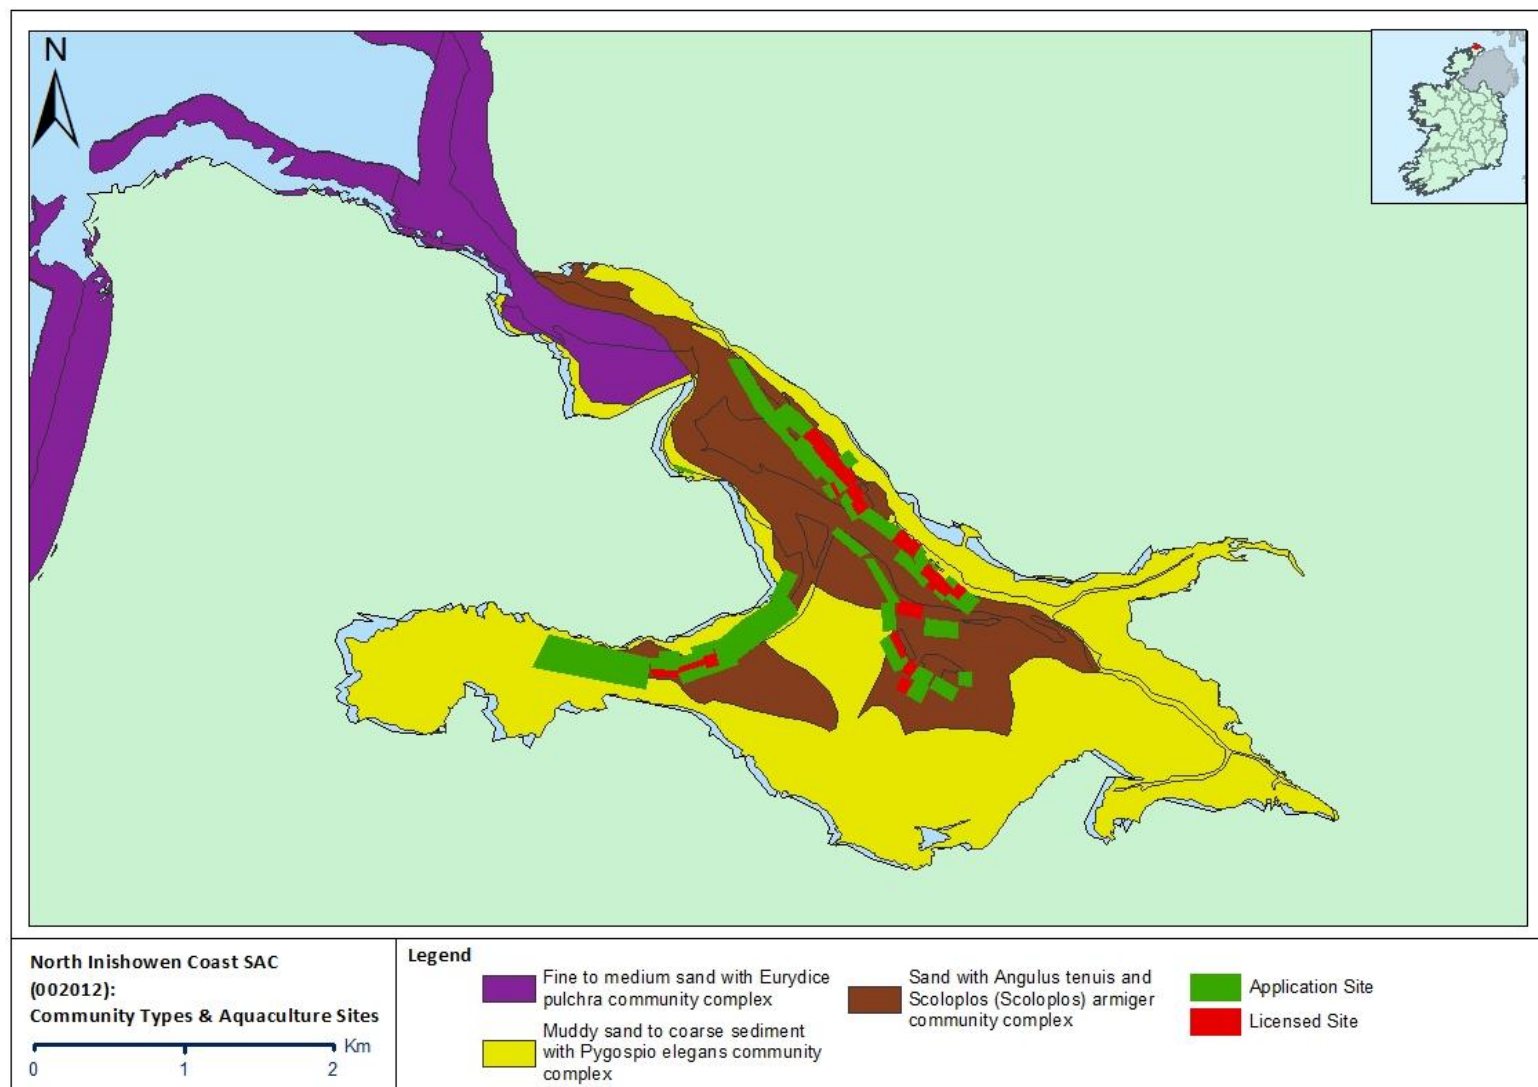 N
North Inishowen Coast SAC
(002012):
Community Types & Aquaculture Sites
Km
0 1 2
Legend
Fine to medium sand with Eurydice
pulchra community complex
Muddy sand to coarse sediment
with Pygospio elegans community
complex
Sand with Angulus tenuis and
Scoloplos (Scoloplos) armiger
community complex
Application Site
Licensed Site